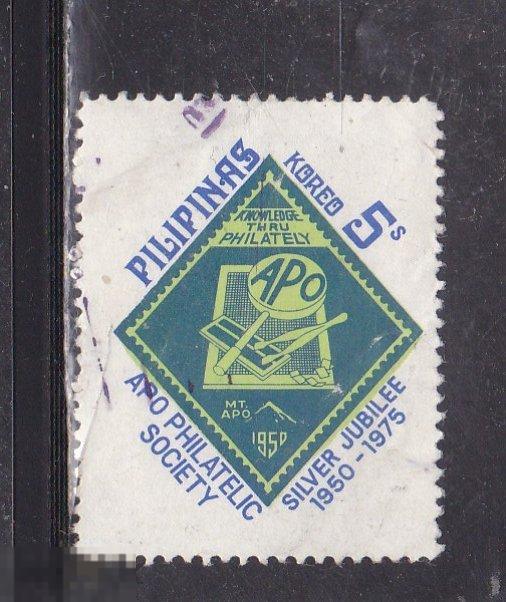 PILIPINAS
KOREO 5s
KNOWLEDGE
THRU
PHILATELY
APO
MT.
APO
1950
APO PHILATELIC
SOCIETY
SILVER JUBILEE
1950-1975